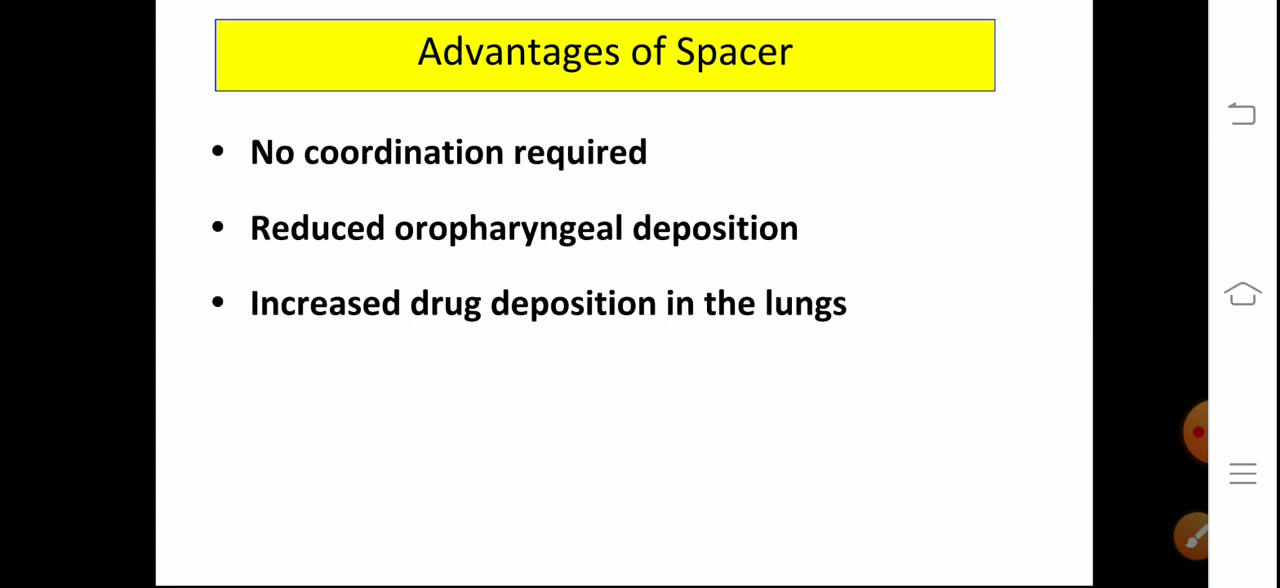 Advantages of Spacer
• No coordination required
• Reduced oropharyngeal deposition
• Increased drug deposition in the lungs